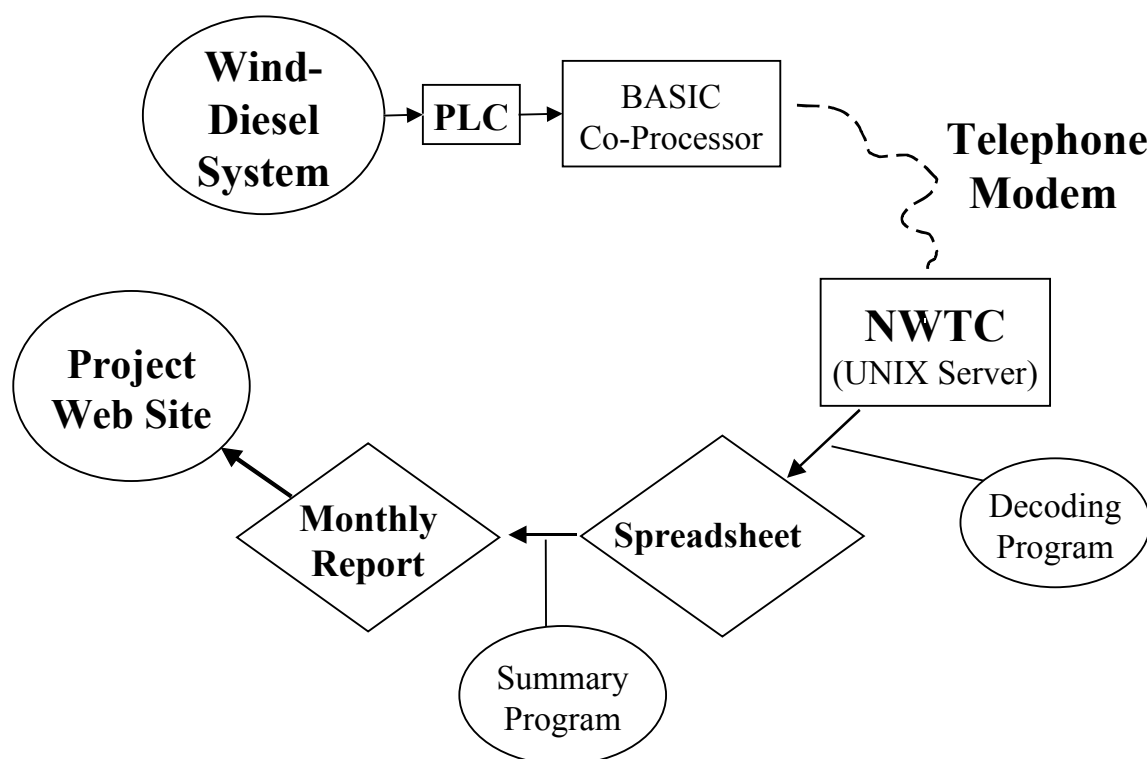 Wind-
Diesel
System
PLC
BASIC
Co-Processor
Telephone
Modem
NWTC
(UNIX Server)
Project
Web Site
Decoding
Program
Monthly
Report
Spreadsheet
Summary
Program